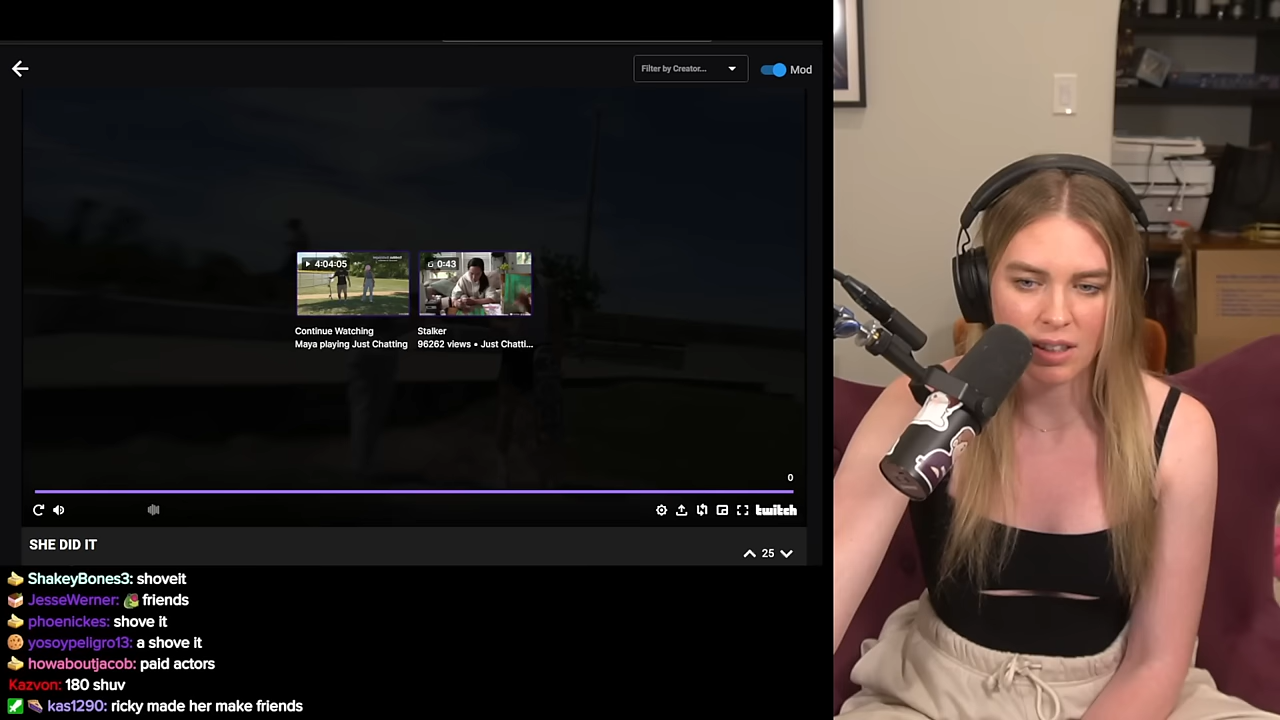 Filter by Creator...
Mod
4:04:05
0:43
Continue Watching
Maya playing Just Chatting
Stalker
96262 views • Just Chatti...
0
twitch
SHE DID IT
25
ShakeyBones3: shoveit
JesseWerner: friends
phoenickes: shove it
yosoypeligro13: a shove it
howaboutjacob: paid actors
Kazvon: 180 shuv
kas1290: ricky made her make friends